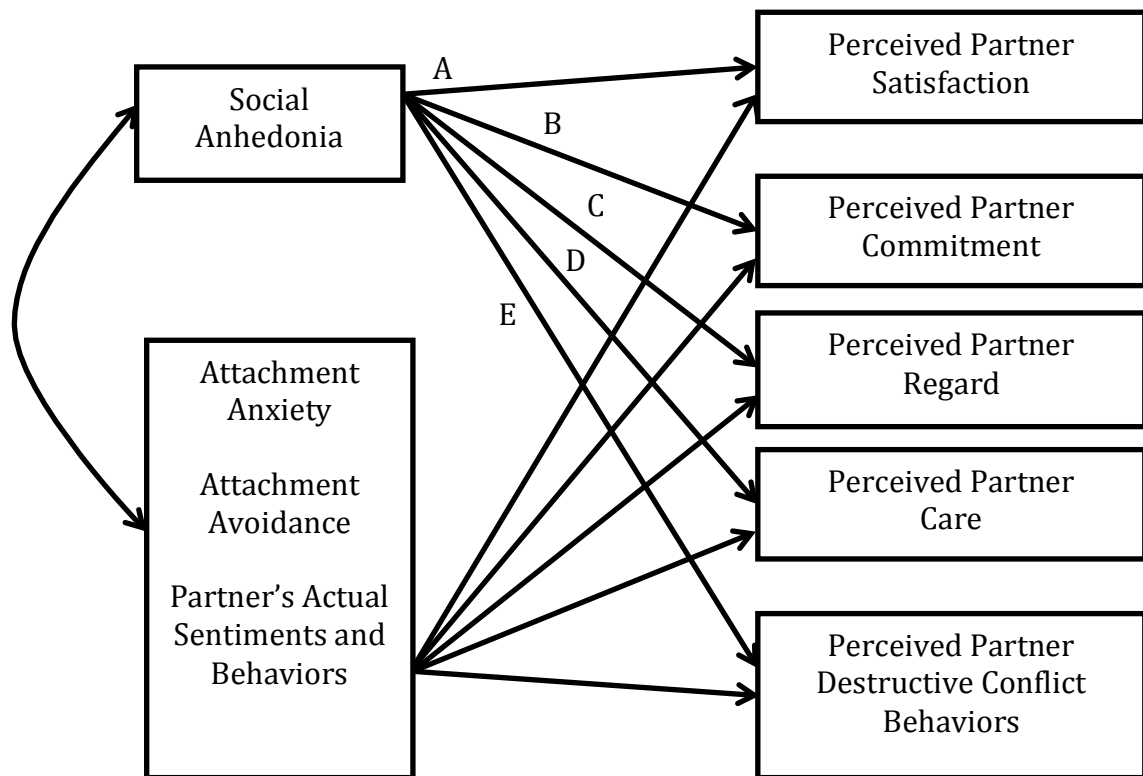 Social
Anhedonia
Attachment
Anxiety
Attachment
Avoidance
Partner’s Actual
Sentiments and
Behaviors
A
B
C
D
E
Perceived Partner
Satisfaction
Perceived Partner
Commitment
Perceived Partner
Regard
Perceived Partner
Care
Perceived Partner
Destructive Conflict
Behaviors